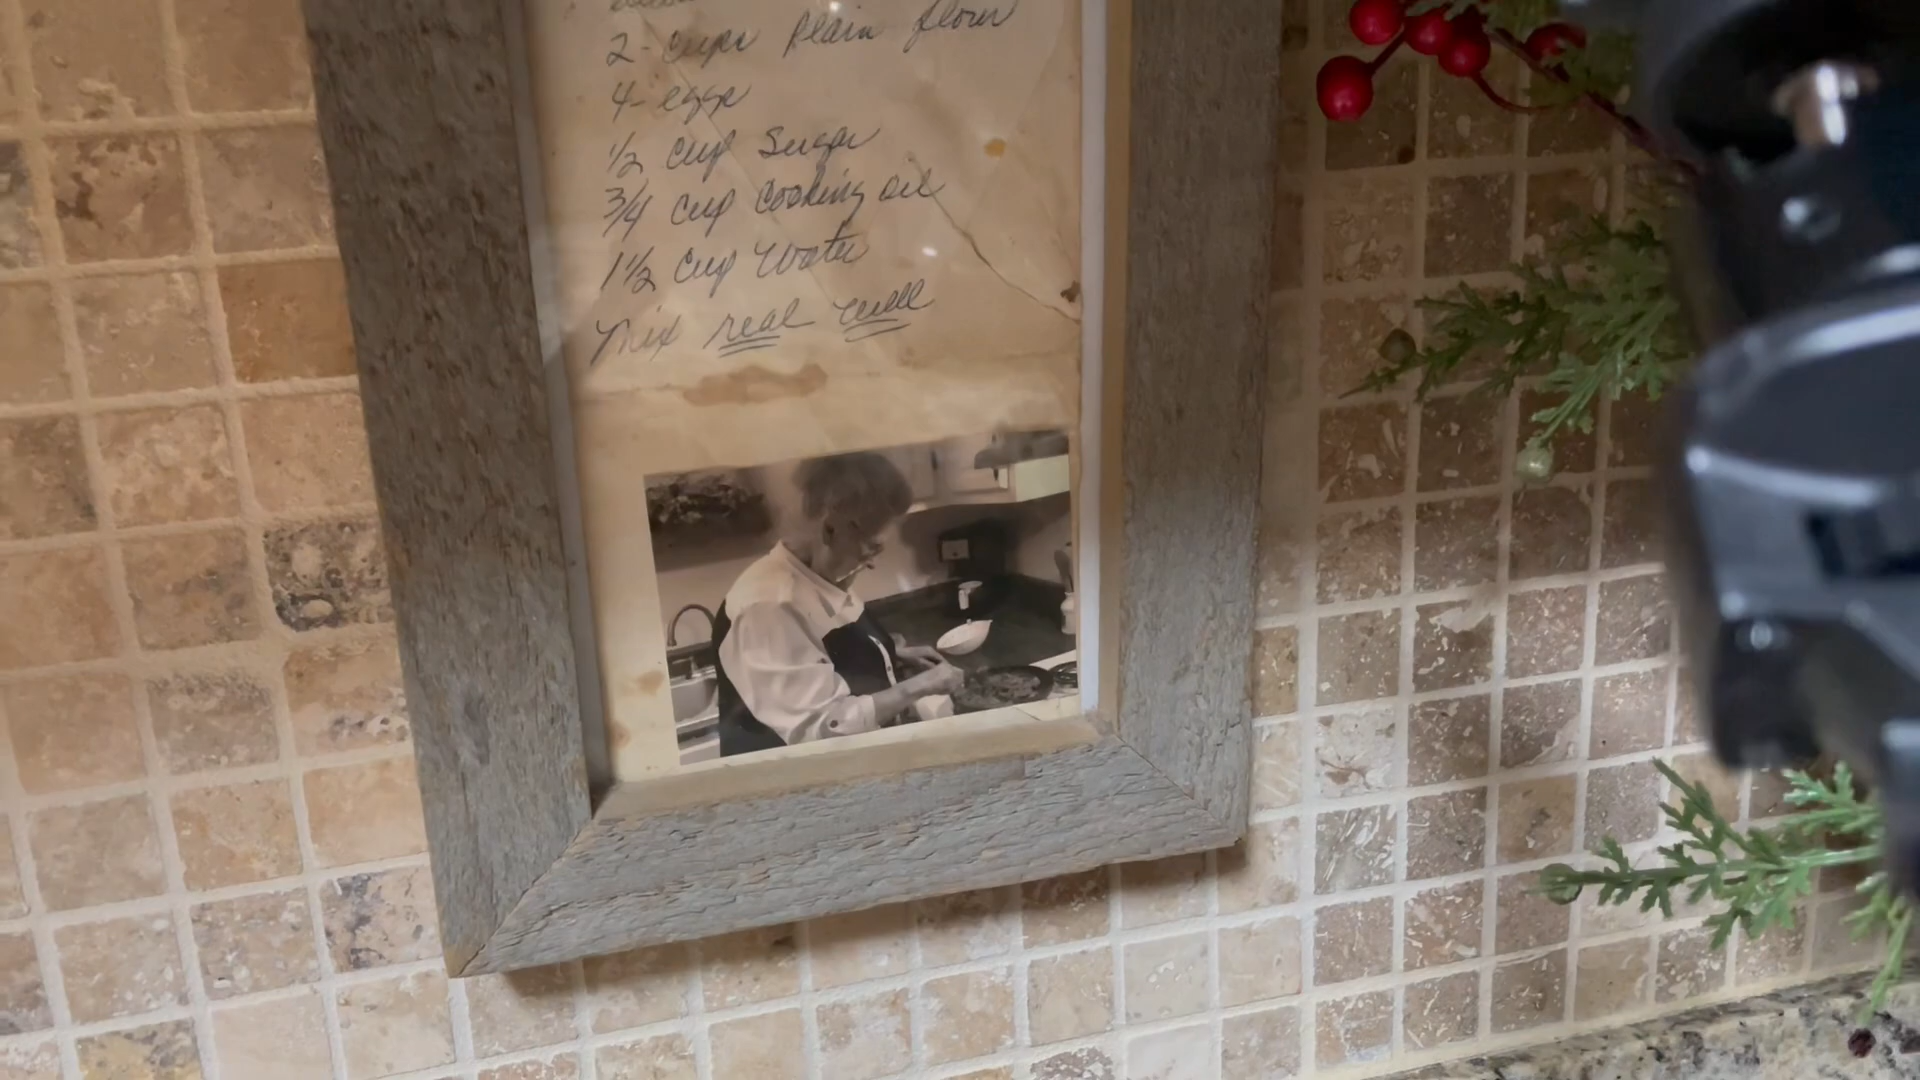 2- Cups Plain flour
4- eggs
1/2 Cup Sugar
3/4 Cup Cooking oil
1 1/2 Cup Water
Mix real well